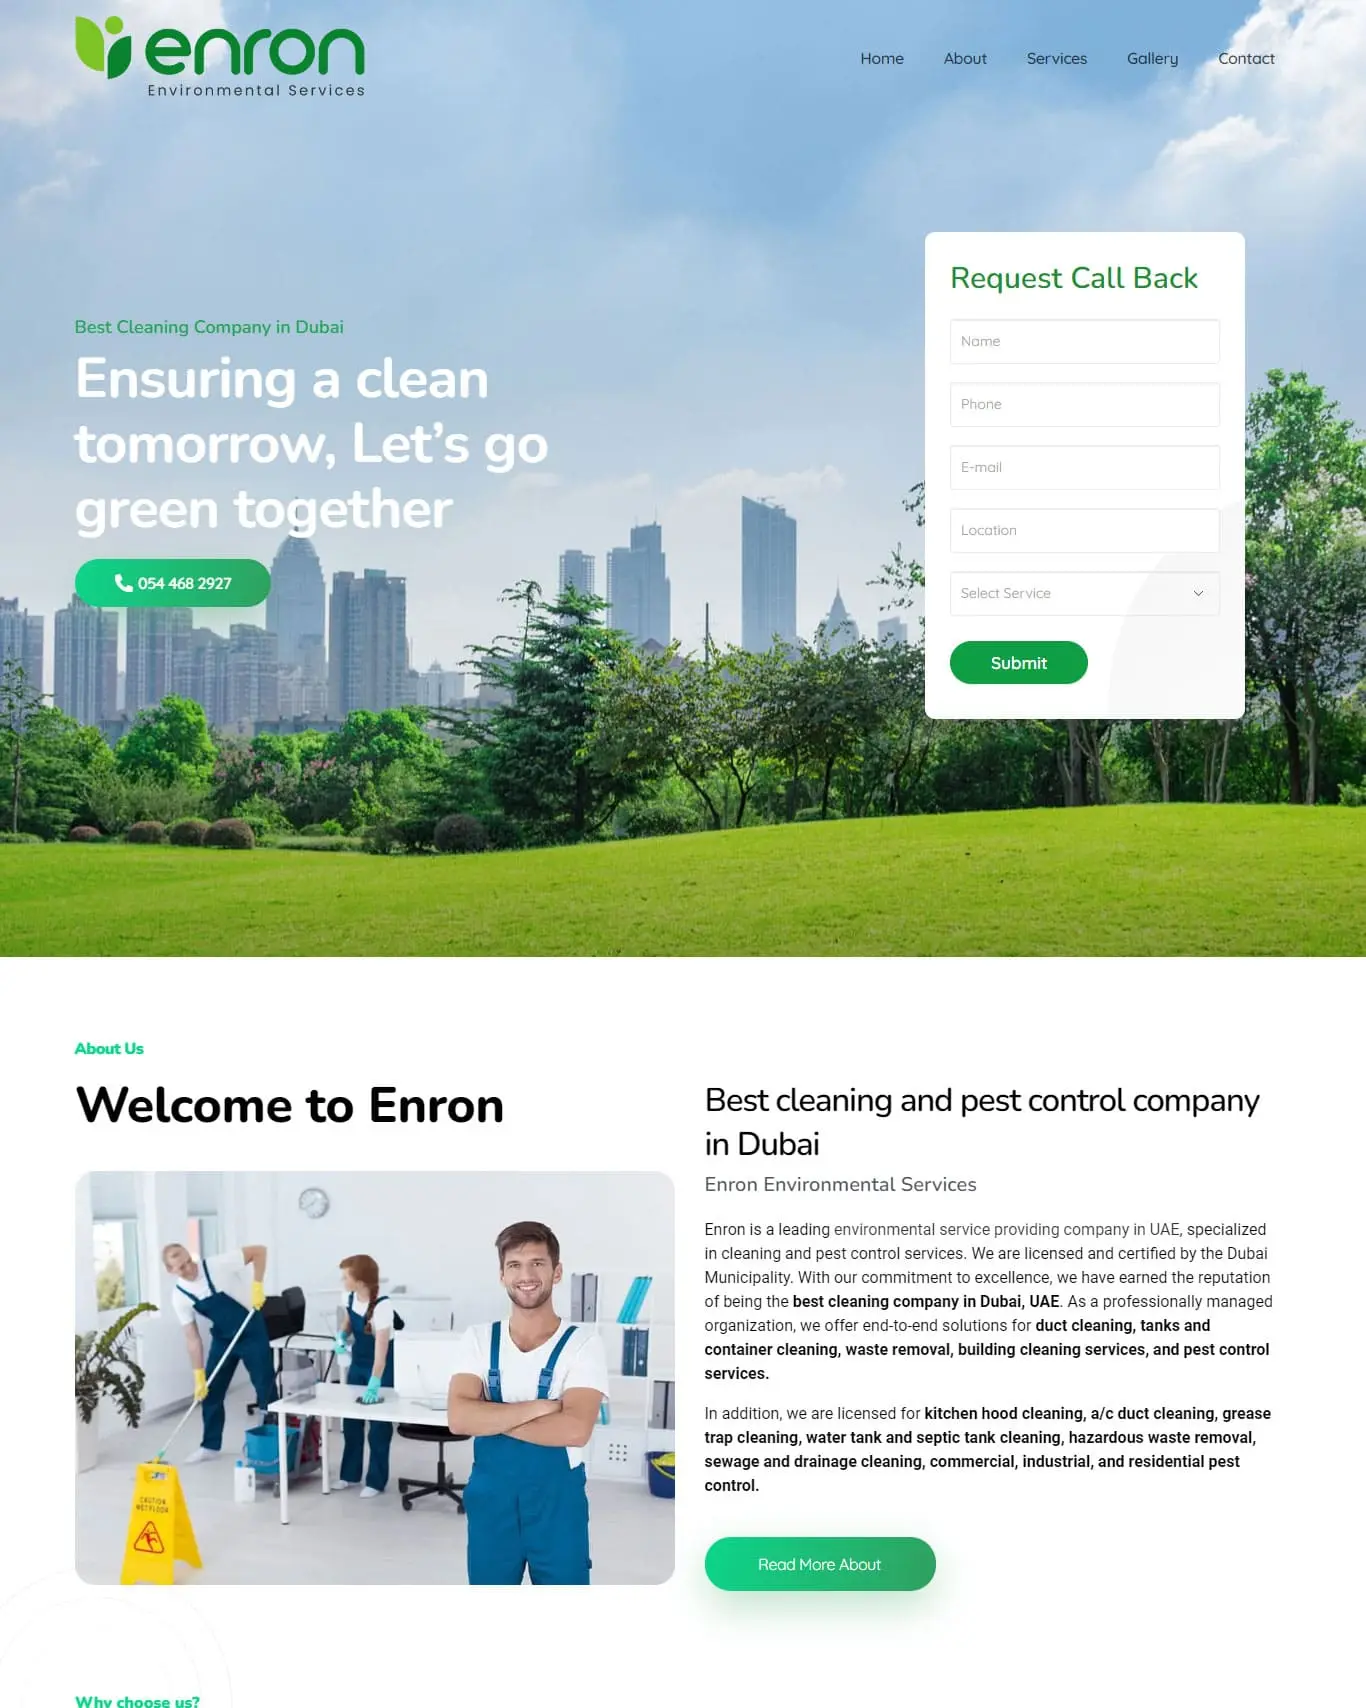 enron
Environmental Services
Home
About
Services
Gallery
Contact
Best Cleaning Company in Dubai
Ensuring a clean
tomorrow, Let’s go
green together
054 468 2927
Request Call Back
Name
Phone
E-mail
Location
Select Service
Submit
About Us
Welcome to Enron
CAUTION
WET FLOOR
Best cleaning and pest control company
in Dubai
Enron Environmental Services
Enron is a leading environmental service providing company in UAE, specialized
in cleaning and pest control services. We are licensed and certified by the Dubai
Municipality. With our commitment to excellence, we have earned the reputation
of being the best cleaning company in Dubai, UAE. As a professionally managed
organization, we offer end-to-end solutions for duct cleaning, tanks and
container cleaning, waste removal, building cleaning services, and pest control
services.
In addition, we are licensed for kitchen hood cleaning, a/c duct cleaning, grease
trap cleaning, water tank and septic tank cleaning, hazardous waste removal,
sewage and drainage cleaning, commercial, industrial, and residential pest
control.
Read More About
Why choose us?